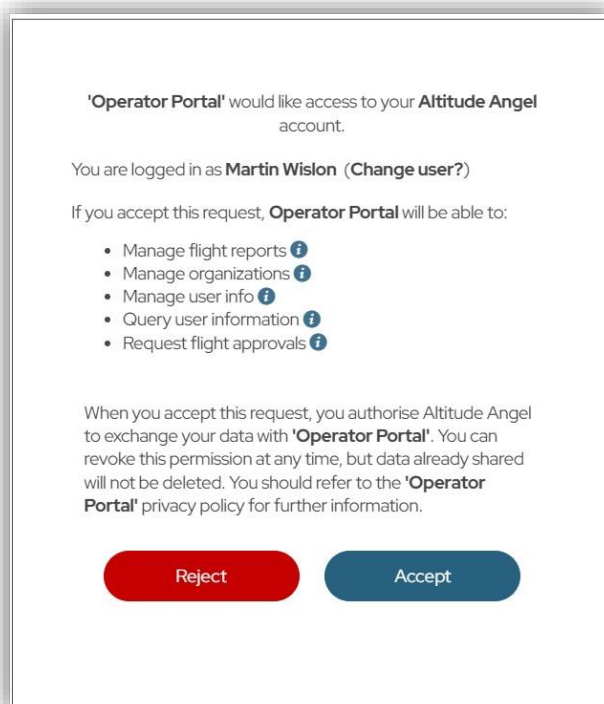 'Operator Portal' would like access to your Altitude Angel
account.
You are logged in as Martin Wislon (Change user?)
If you accept this request, Operator Portal will be able to:
• Manage flight reports i
• Manage organizations i
• Manage user info i
• Query user information i
• Request flight approvals i
When you accept this request, you authorise Altitude Angel
to exchange your data with 'Operator Portal'. You can
revoke this permission at any time, but data already shared
will not be deleted. You should refer to the 'Operator
Portal' privacy policy for further information.
Reject Accept